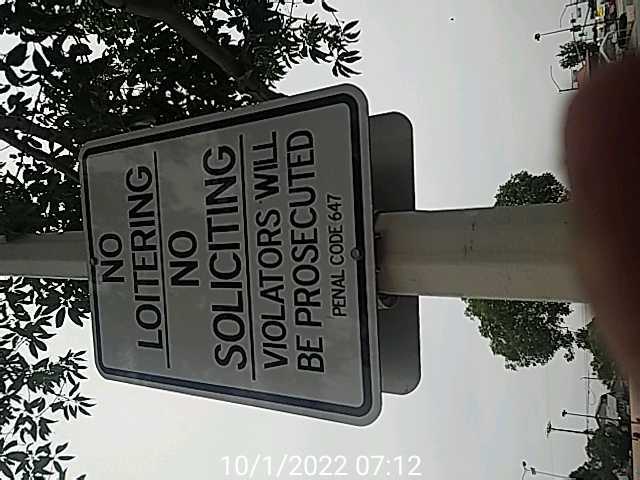 NO
LOITERING
NO
SOLICITING
VIOLATORS WILL
BE PROSECUTED
PENAL CODE 647
10/1/2022 07:12